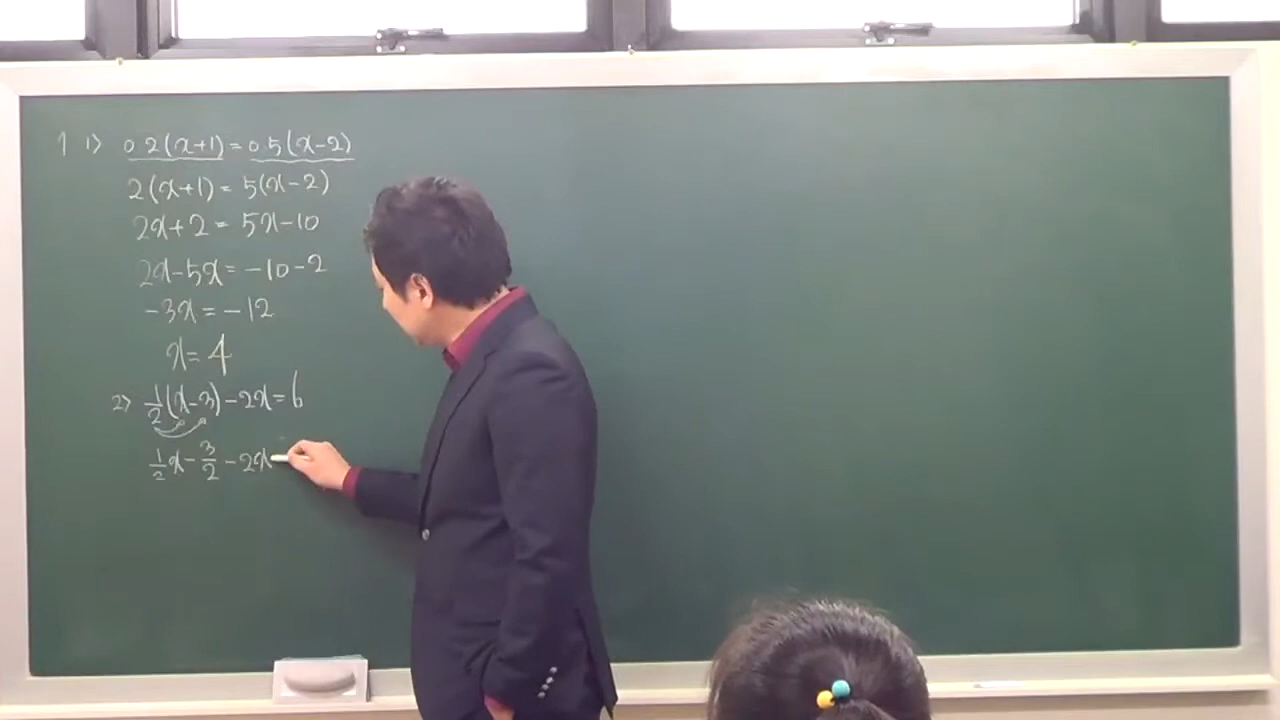 1 1) 0.2(x+1)=0.5(x-2)
2(x+1)=5(x-2)
2x+2=5x-10
2x-5x=-10-2
-3x=-12
x=4
2) 1/2(x-3)-2x=6
1/2x-3/2-2x